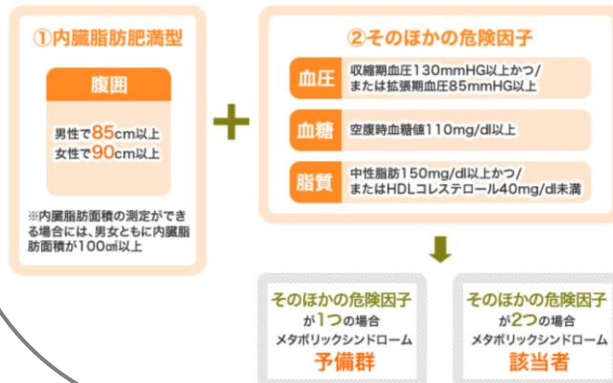 ①内臓脂肪肥満型
腹囲
男性で85cm以上
女性で90cm以上
※内臓脂肪面積の測定ができ
る場合には、男女ともに内臓脂
肪面積が100㎠以上
+
②そのほかの危険因子
血圧
収縮期血圧130mmHG以上かつ/
または拡張期血圧85mmHG以上
血糖
空腹時血糖値110mg/dl以上
脂質
中性脂肪150mg/dl以上かつ/
またはHDLコレステロール40mg/dl未満
そのほかの危険因子
が1つの場合
メタボリックシンドローム
予備群
そのほかの危険因子
が2つの場合
メタボリックシンドローム
該当者